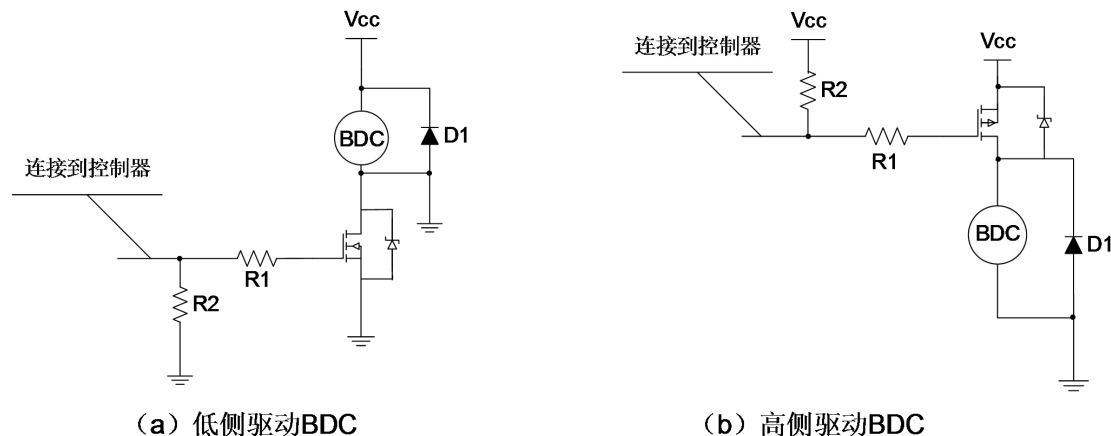 Vcc
BDC
D1
连接到控制器
R1
R2
（a）低侧驱动BDC
连接到控制器
Vcc
R2
Vcc
R1
BDC
D1
（b）高侧驱动BDC